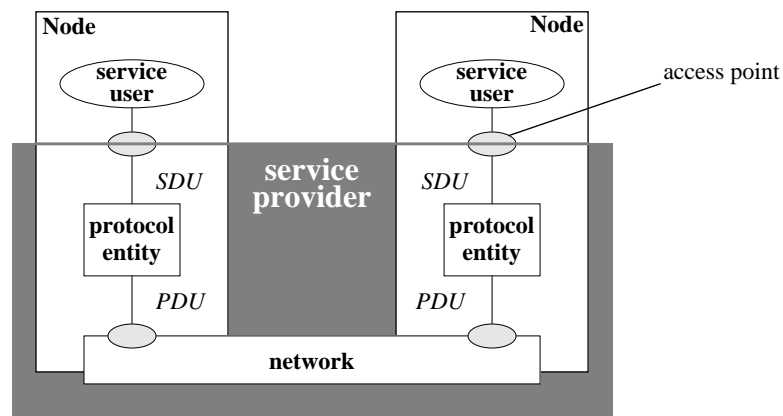 Node
Node
service
user
service
user
access point
service
provider
SDU
SDU
protocol
entity
protocol
entity
PDU
PDU
network